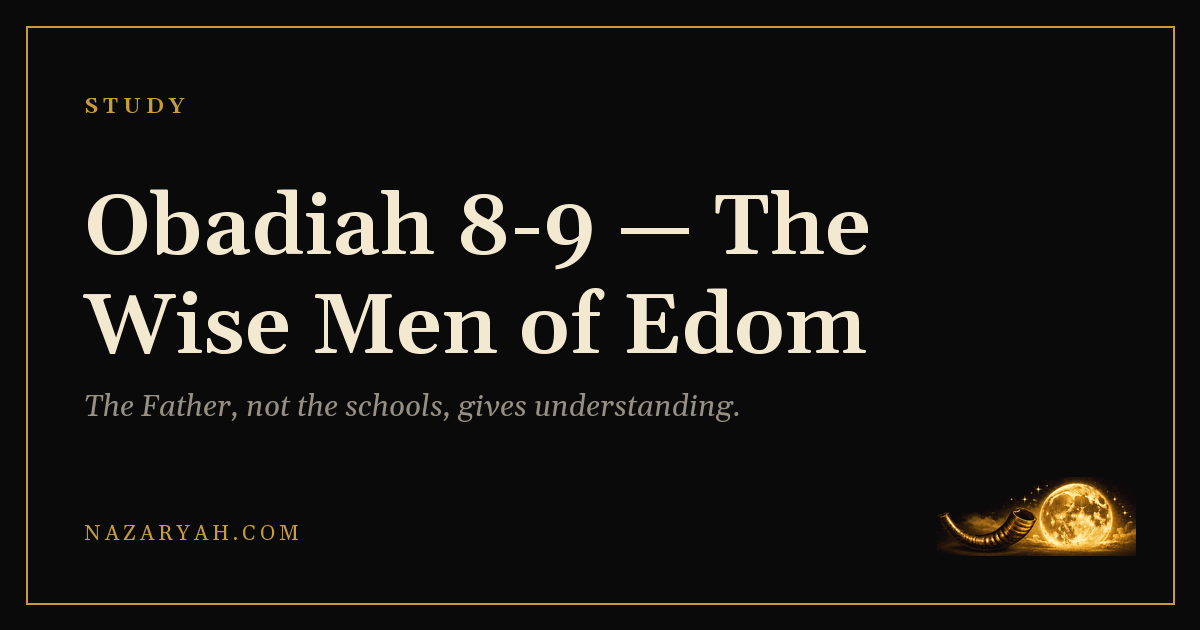 STUDY
Obadiah 8-9 — The
Wise Men of Edom
The Father, not the schools, gives understanding.
NAZARYAH.COM